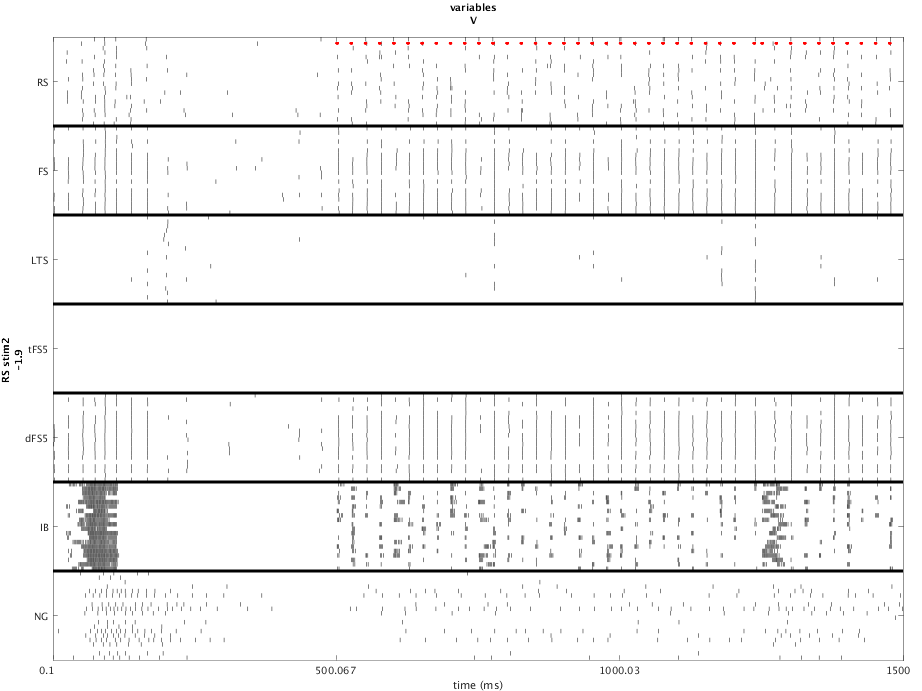 variables
V
RS
FS
LTS
tFS5
dFS5
IB
NG
RS stim2
-1.9
0.1
500.067
1000.03
1500
time (ms)